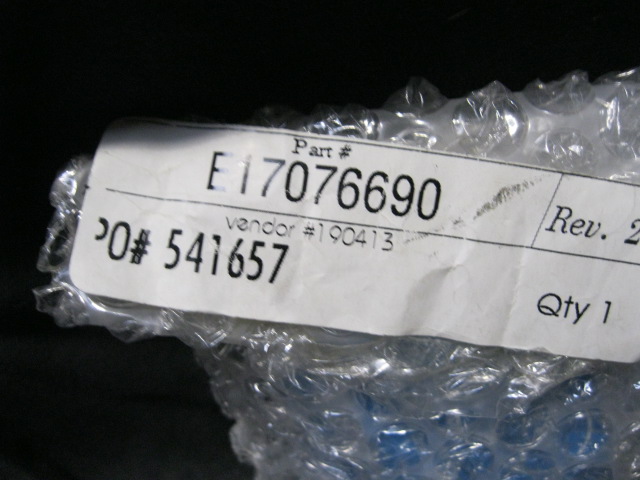 Part #
E17076690
Rev. 2
vendor #190413
PO# 541657
Qty 1